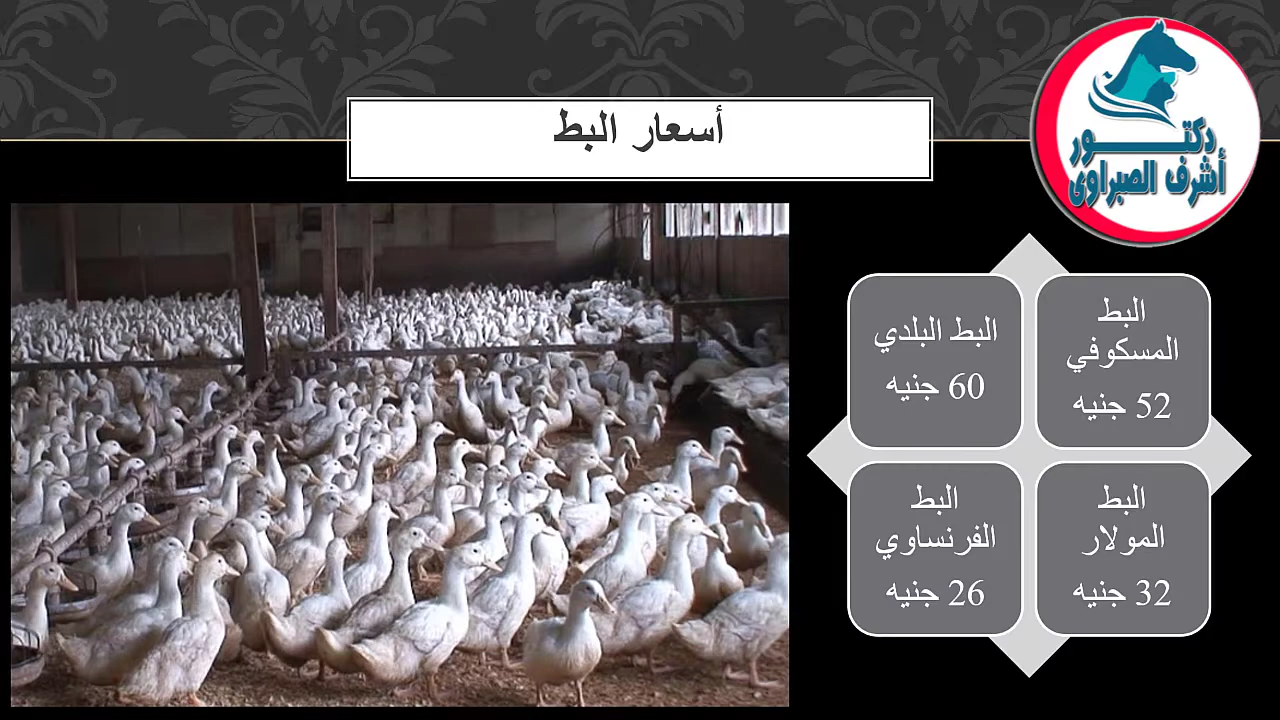 أسعار البط
دكتور
أشرف الصبراوى
البط
المسكوفي
52 جنيه
البط البلدي
60 جنيه
البط
المولار
32 جنيه
البط
الفرنساوي
26 جنيه